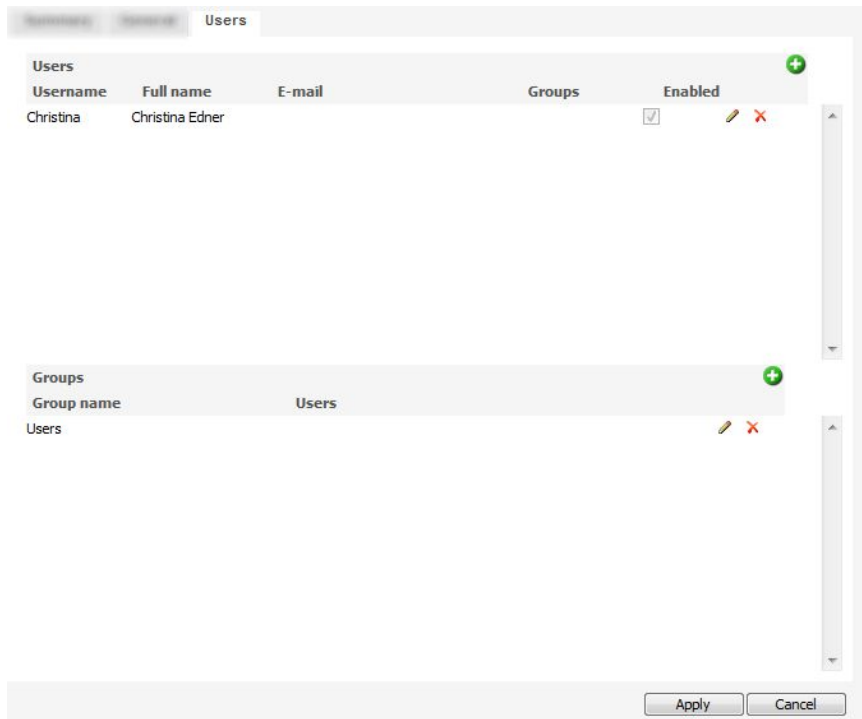 Users
Users
Username Full name E-mail Groups Enabled
Christina Christina Edner
Groups
Group name Users
Users
Apply Cancel